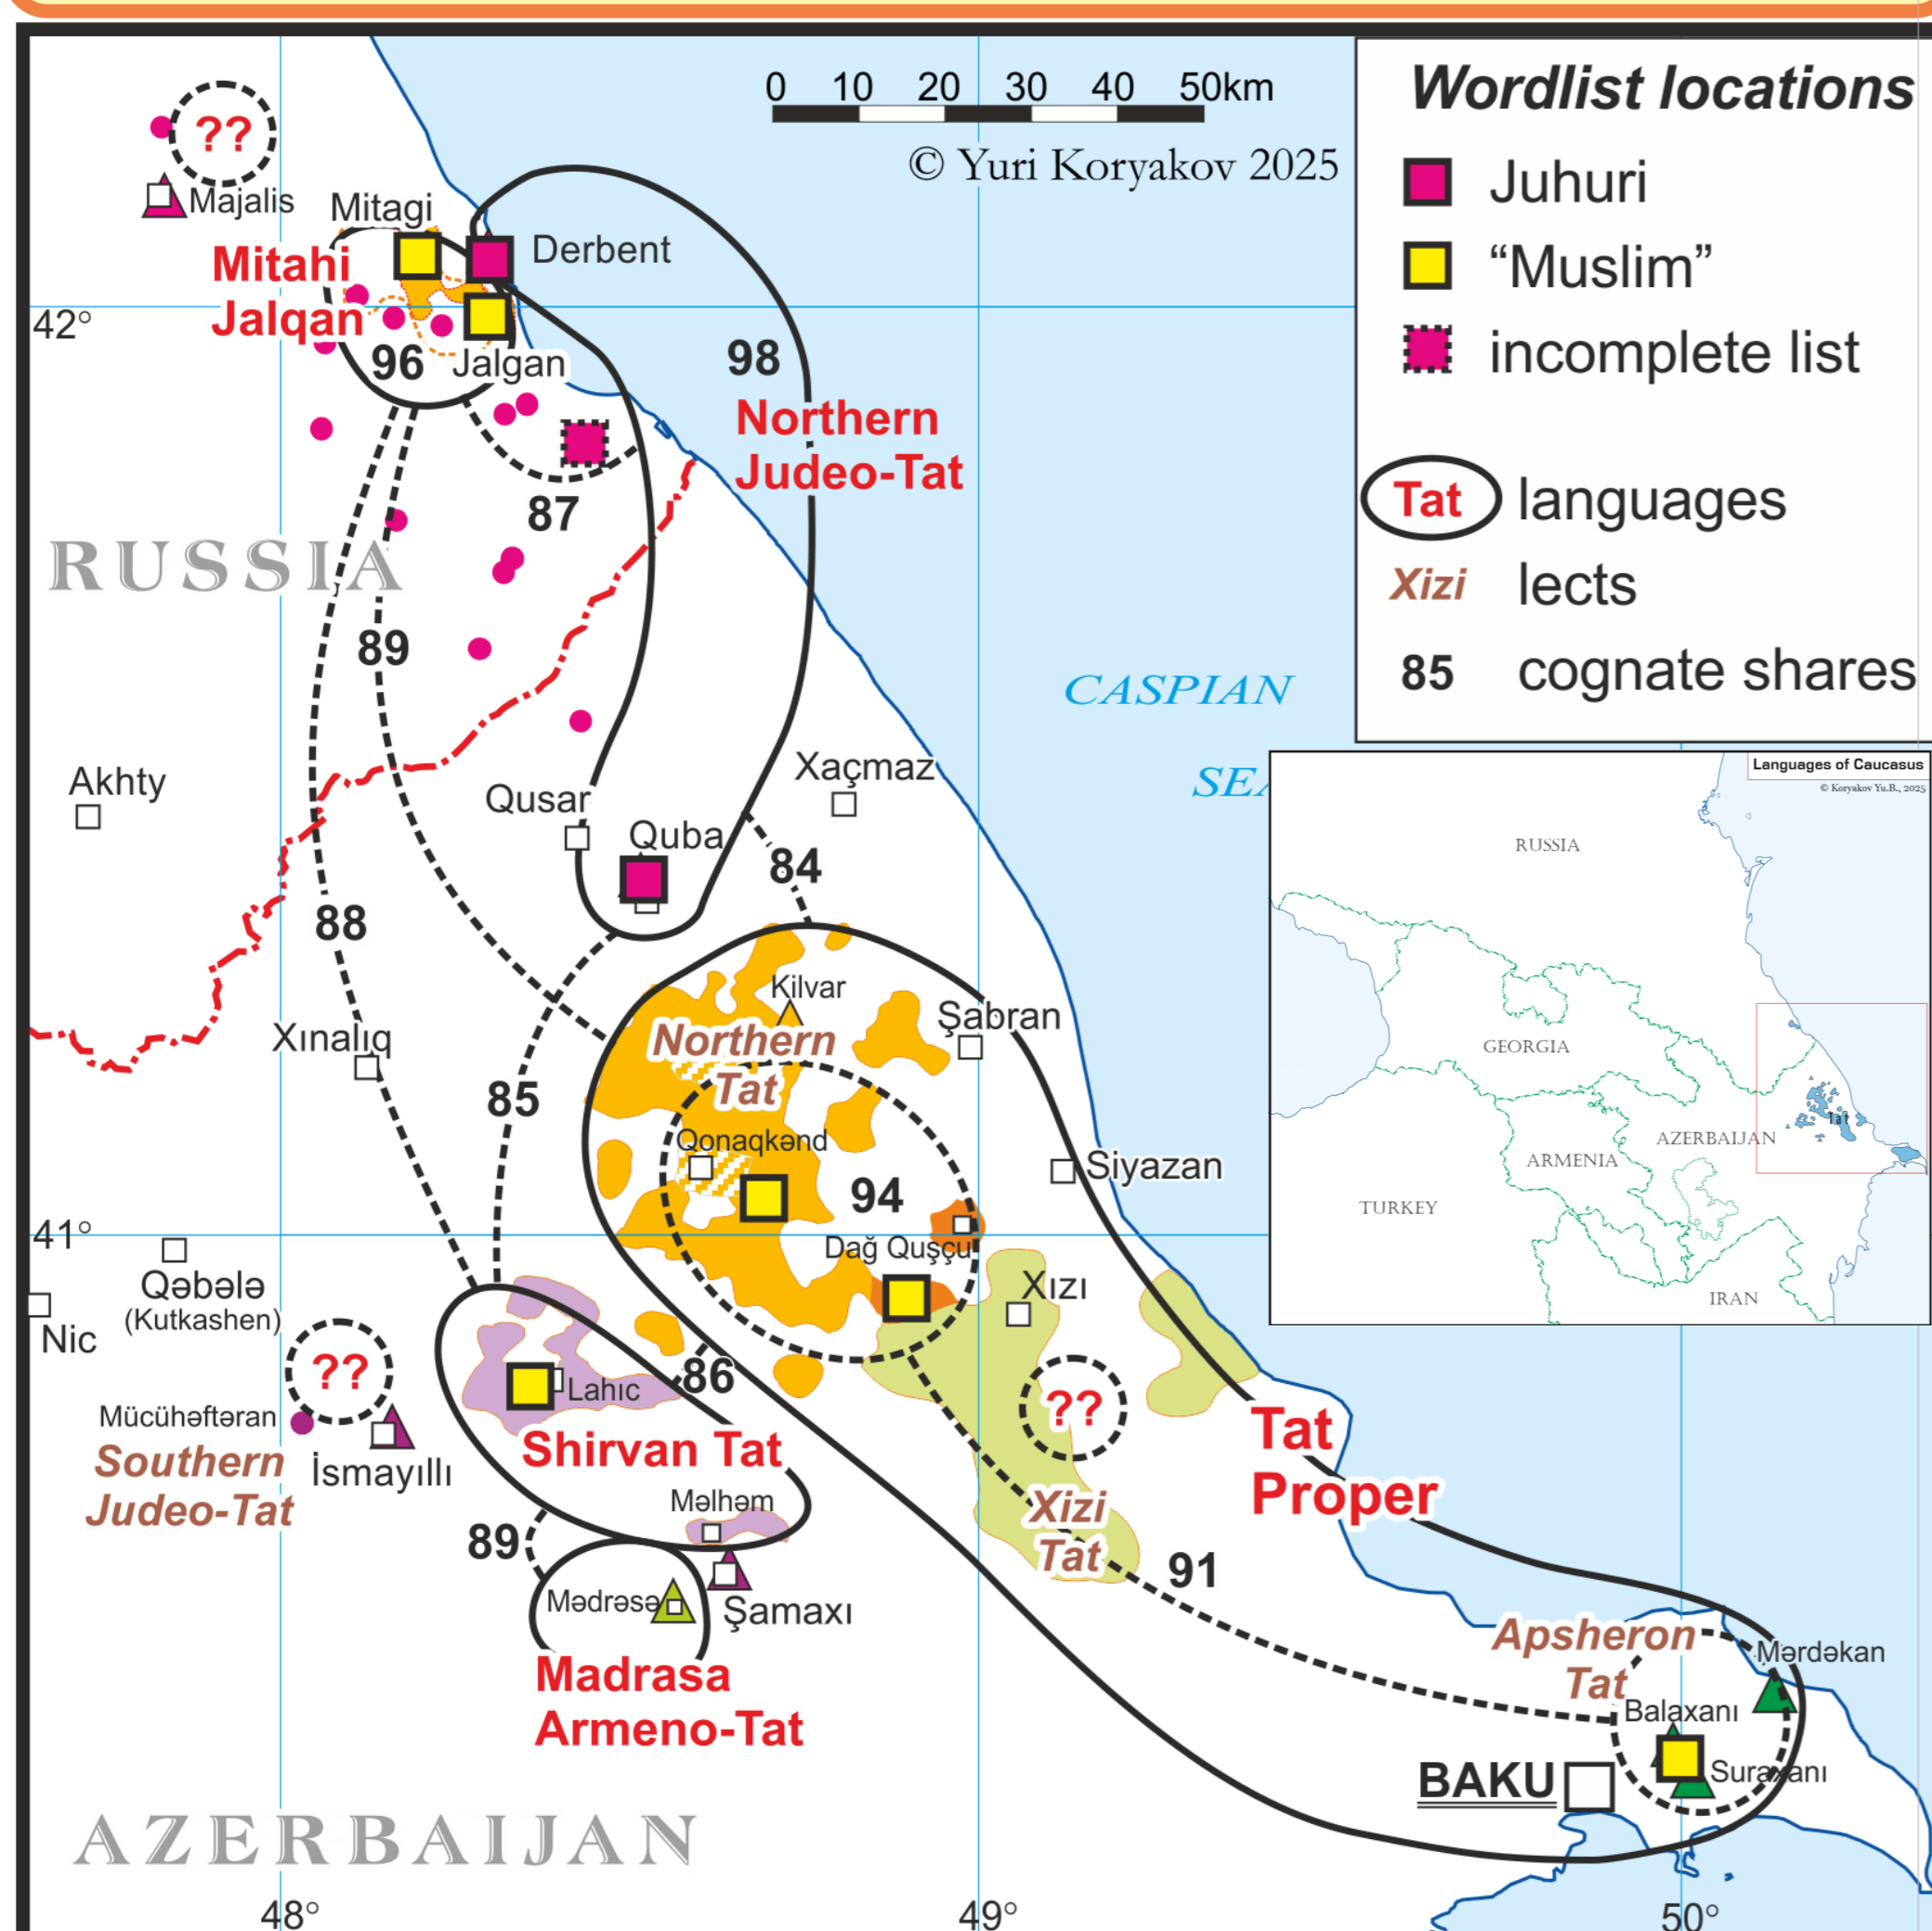 0 10 20 30 40 50km
© Yuri Koryakov 2025
Wordlist locations
Juhuri
“Muslim”
incomplete list
Tat languages
Xizi lects
85 cognate shares
??
Majalis
Mitagi
Derbent
Mitahi
Jalqan
42°
96
Jalgan
98
Northern
Judeo-Tat
87
RUSSIA
89
CASPIAN
SEA
Akhty
Xaçmaz
Qusar
Quba
84
88
Kilvar
Şabran
Xınalıq
Northern
Tat
85
Qonaqkənd
94
Siyazan
41°
Dağ Quşçu
Qəbələ
(Kutkashen)
Nic
Xızı
??
86
Lahıc
??
Mücühəftəran
Southern
Judeo-Tat
İsmayıllı
Shirvan Tat
Tat
Proper
Məlhəm
Xizi
Tat
89
91
Mədrəsə
Şamaxı
Madrasa
Armeno-Tat
Apsheron
Tat
Mərdəkan
Balaxanı
Suraxanı
BAKU
AZERBAIJAN
48° 49° 50°
Languages of Caucasus
© Koryakov Yu.B., 2025
RUSSIA
GEORGIA
Tat
AZERBAIJAN
ARMENIA
TURKEY
IRAN